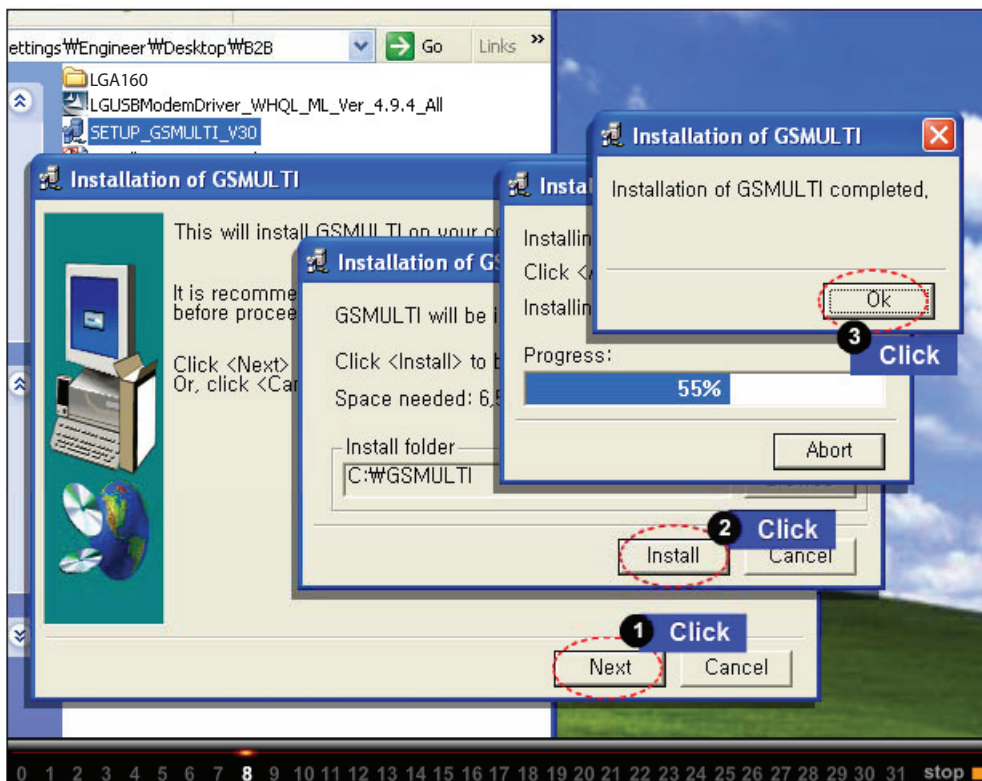 ettings₩Engineer₩Desktop₩B2B
Go
Links
»
LGA160
LGUSBModemDriver_WHQL_ML_Ver_4.9.4_All
SETUP_GSMULTI_V30
Installation of GSMULTI
This will install GSMULTI on your
It is recomme
before procee
Click <Next>
Or, click <Ca
1 Click
Next
Cancel
Installation of GS
GSMULTI will be i
Click <Install> to b
Space needed: 6,5
Install folder
C:₩GSMULTI
2 Click
Install
Cancel
Insta
Installin
Click <
Installin
Progress:
55%
Abort
Installation of GSMULTI
Installation of GSMULTI completed,
Ok
3 Click
0 1 2 3 4 5 6 7 8 9 10 11 12 13 14 15 16 17 18 19 20 21 22 23 24 25 26 27 28 29 30 31 stop